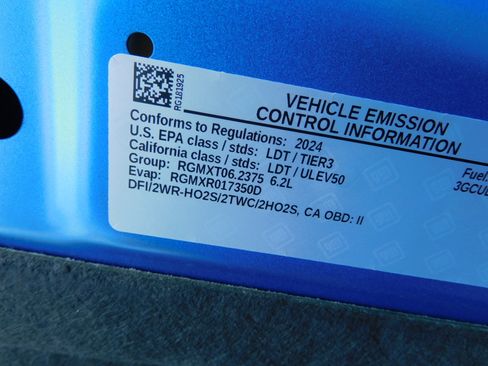 RG181925
VEHICLE EMISSION
CONTROL INFORMATION
Conforms to Regulations: 2024
U.S. EPA class / stds: LDT / TIER3
California class / stds: LDT / ULEV50
Group: RGMXT06.2375 6.2L
Evap: RGMXR017350D
DFI/2WR-HO2S/2TWC/2HO2S, CA OBD: II
Fuel:
3GCUD